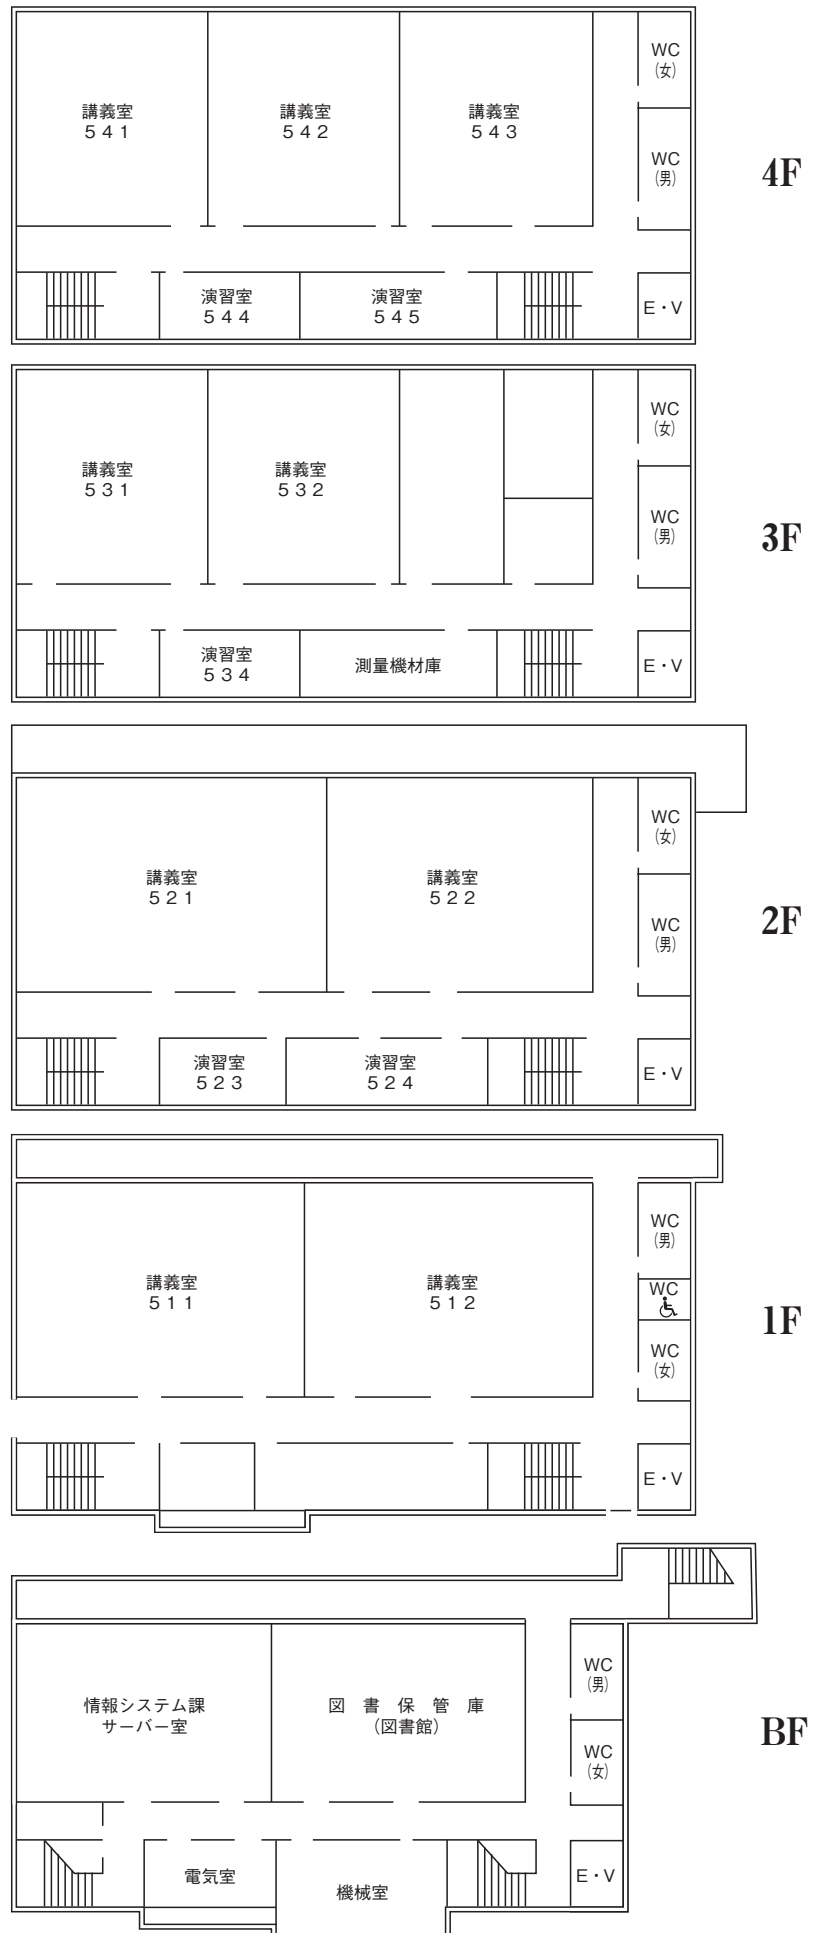 講義室
５４１
講義室
５４２
講義室
５４３
WC
(女)
WC
(男)
4F
演習室
５４４
演習室
５４５
E・V
講義室
５３１
講義室
５３２
WC
(女)
WC
(男)
3F
演習室
５３４
測量機材庫
E・V
講義室
５２１
講義室
５２２
WC
(女)
WC
(男)
2F
演習室
５２３
演習室
５２４
E・V
講義室
５１１
講義室
５１２
WC
(男)
WC
WC
(女)
1F
E・V
情報システム課
サーバー室
図書保管庫
(図書館)
WC
(男)
WC
(女)
BF
電気室
機械室
E・V